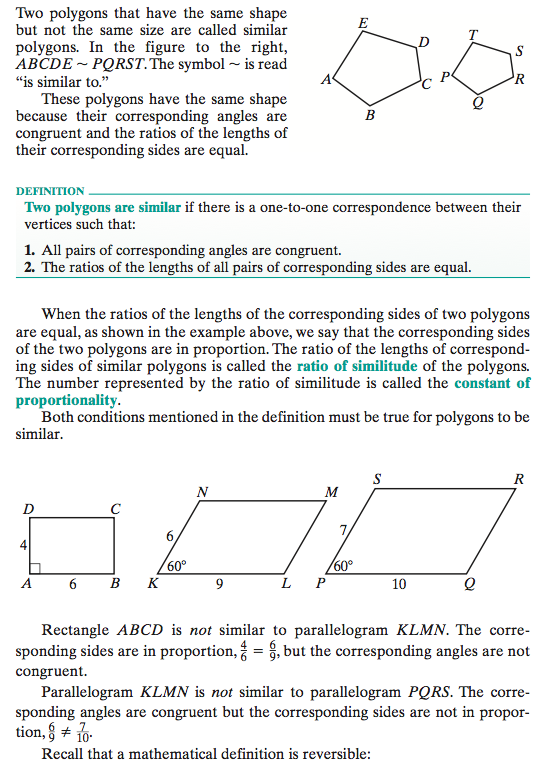 Two polygons that have the same shape
but not the same size are called similar
polygons. In the figure to the right,
ABCDE ~ PQRST. The symbol ~ is read
“is similar to.”
These polygons have the same shape
because their corresponding angles are
congruent and the ratios of the lengths of
their corresponding sides are equal.
E
D
T
S
A
C
P
R
B
Q
DEFINITION
Two polygons are similar if there is a one-to-one correspondence between their
vertices such that:
1. All pairs of corresponding angles are congruent.
2. The ratios of the lengths of all pairs of corresponding sides are equal.
When the ratios of the lengths of the corresponding sides of two polygons
are equal, as shown in the example above, we say that the corresponding sides
of the two polygons are in proportion. The ratio of the lengths of correspond-
ing sides of similar polygons is called the ratio of similitude of the polygons.
The number represented by the ratio of similitude is called the constant of
proportionality.
Both conditions mentioned in the definition must be true for polygons to be
similar.
D C
4
A 6 B
N M
6
60°
K 9 L
S R
7
60°
P 10 Q
Rectangle ABCD is not similar to parallelogram KLMN. The corre-
sponding sides are in proportion, 4/6 = 6/9, but the corresponding angles are not
congruent.
Parallelogram KLMN is not similar to parallelogram PQRS. The corre-
sponding angles are congruent but the corresponding sides are not in propor-
tion, 6/9 ≠ 7/10.
Recall that a mathematical definition is reversible: